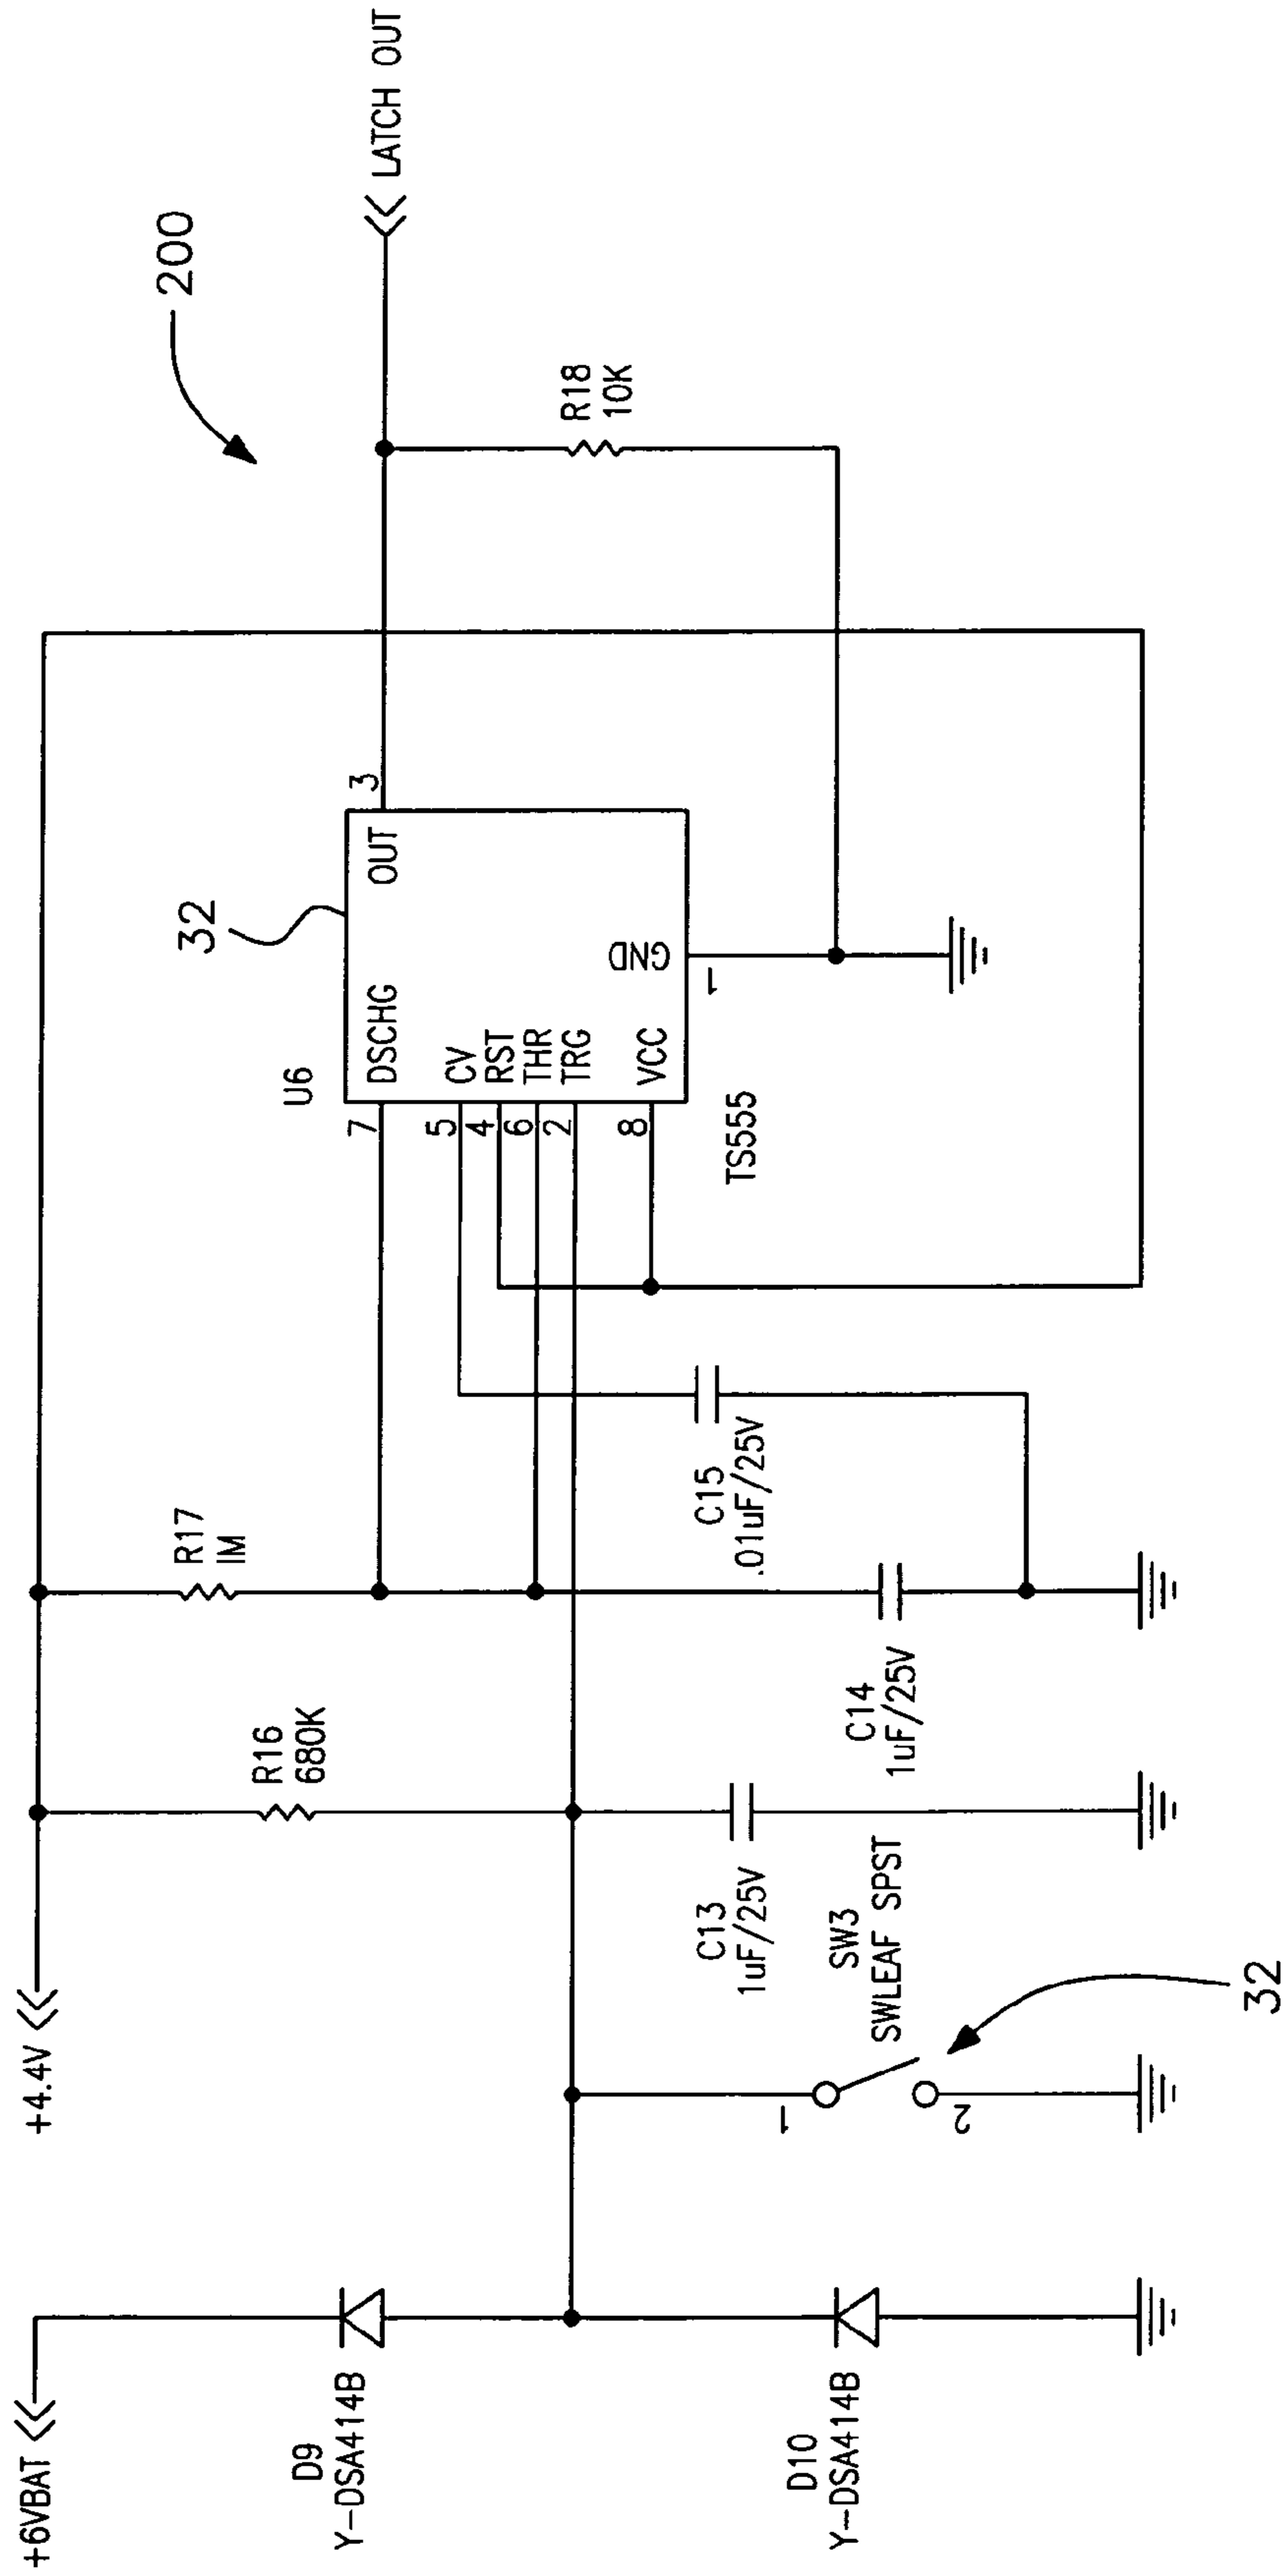 200
+6VBAT
+4.4V
LATCH OUT
D9
Y-DSA414B
D10
Y-DSA414B
R16
680K
R17
1M
C13
1uF/25V
SW3
SWLEAF SPST
1
2
32
C14
1uF/25V
C15
.01uF/25V
U6
32
7
DSCHG
5
CV
4
RST
6
THR
2
TRG
8
VCC
OUT
3
GND
1
TS555
R18
10K